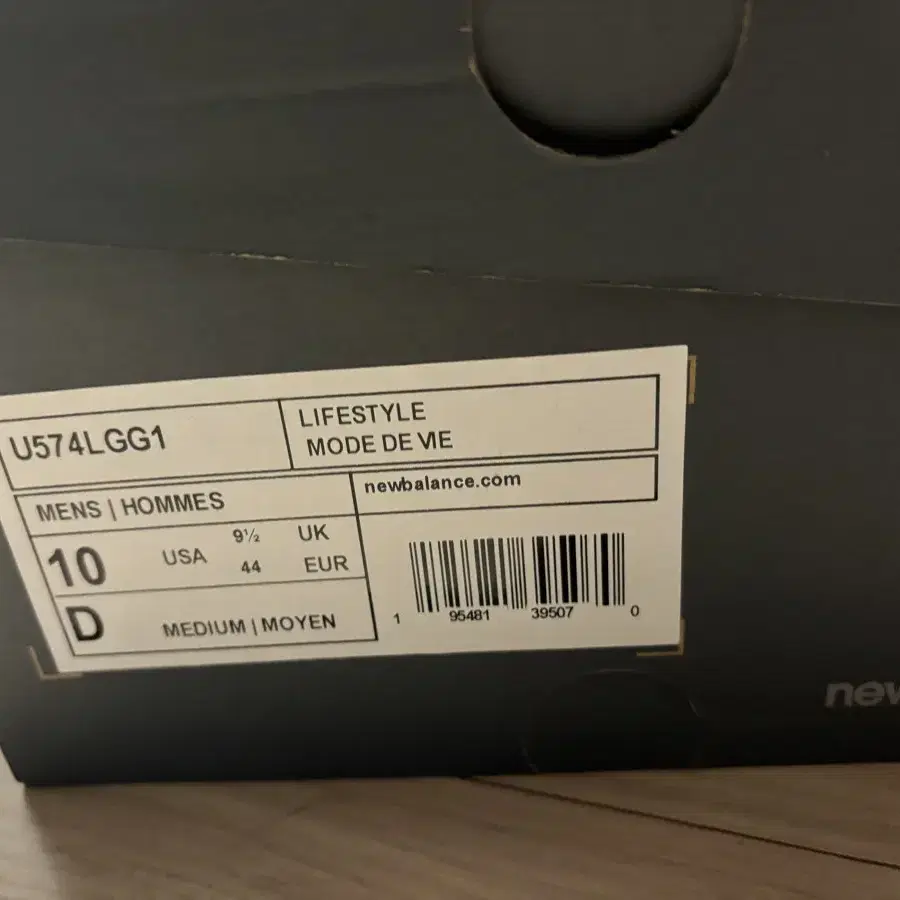 U574LGG1
LIFESTYLE
MODE DE VIE
newbalance.com
MENS | HOMMES
10 USA 9½ UK
44 EUR
D MEDIUM | MOYEN
1 95481 39507 0
new